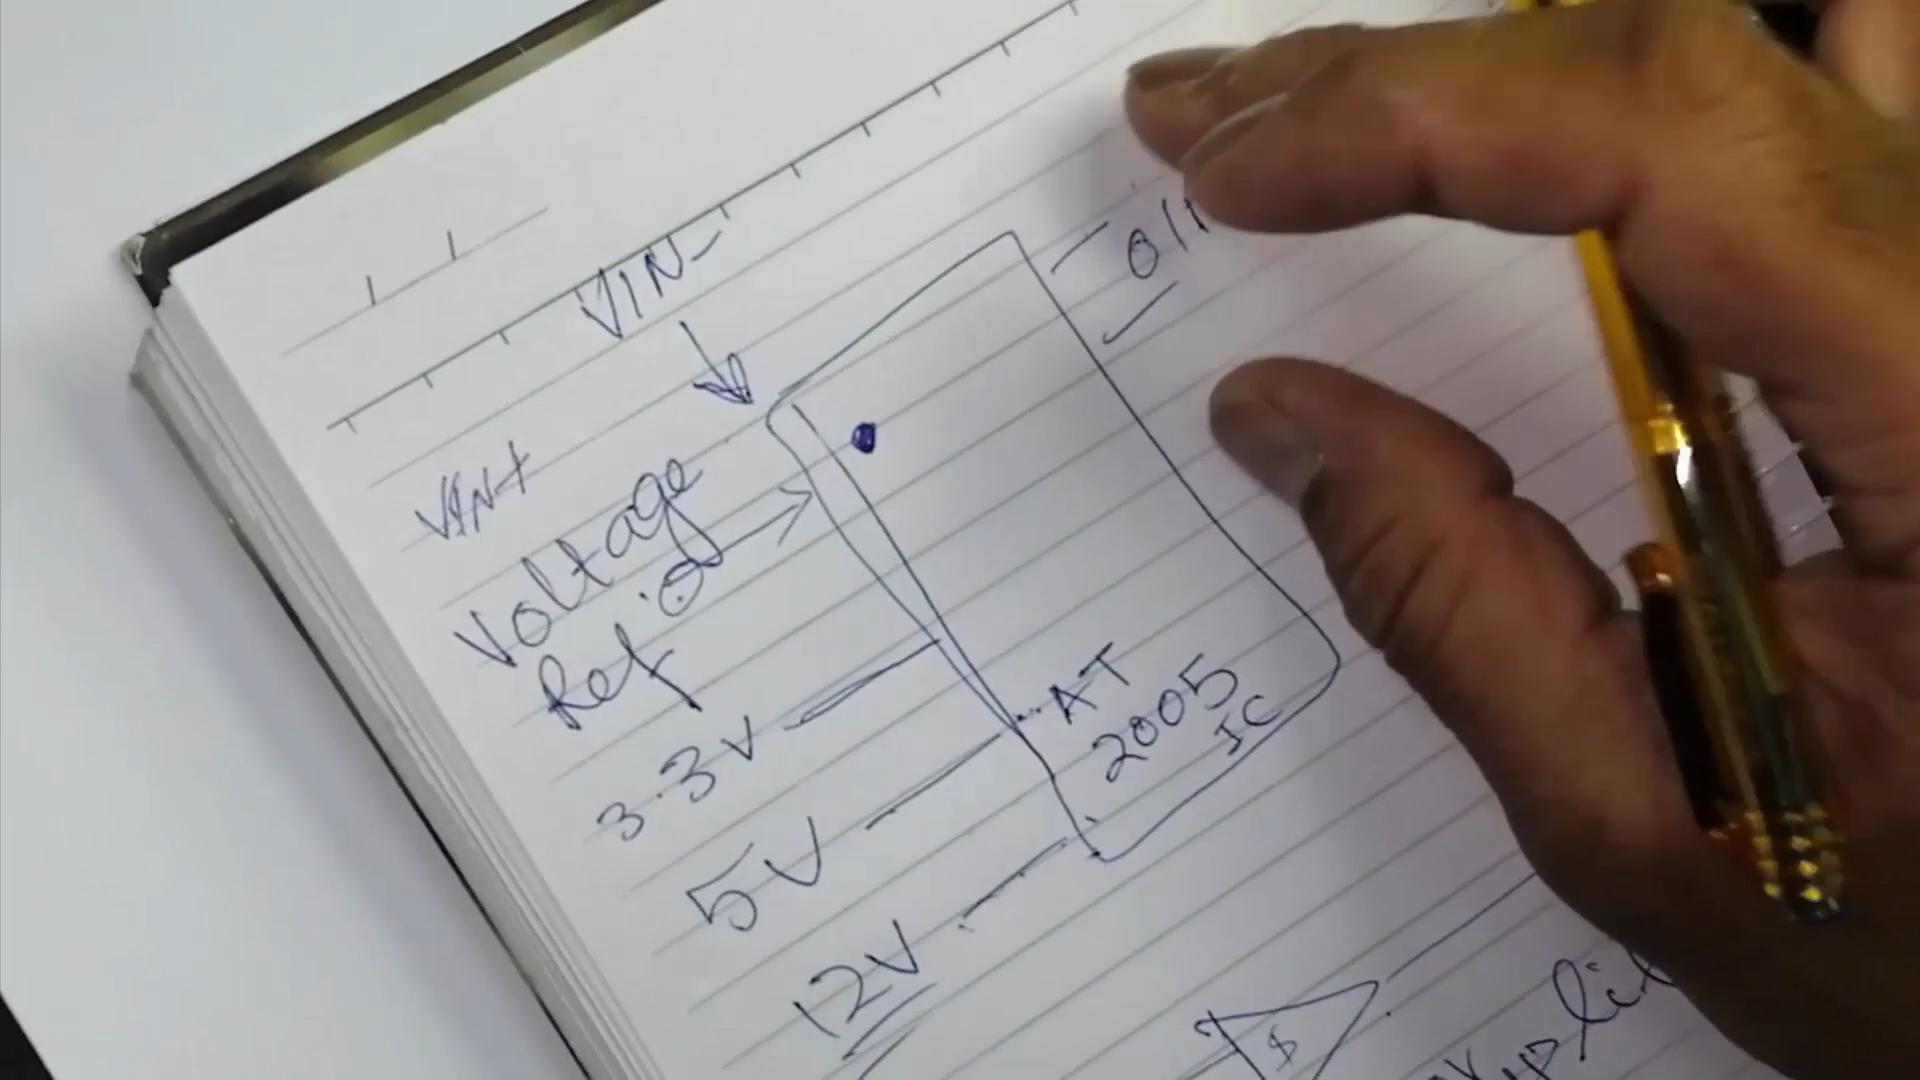 VIN-
VIN+
Voltage
Ref
3.3V
5V
12V
AT
2005
IC